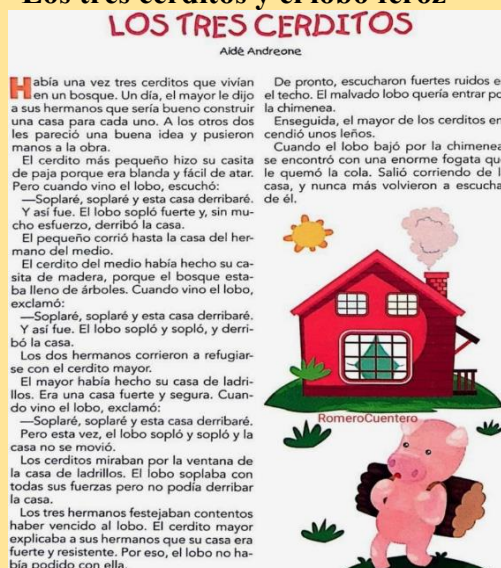 Los tres cerditos y el lobo feroz
LOS TRES CERDITOS
Aidé Andreone
Había una vez tres cerditos que vivían
en un bosque. Un día, el mayor le dijo
a sus hermanos que sería bueno construir
una casa para cada uno. A los otros dos
les pareció una buena idea y pusieron
manos a la obra.
El cerdito más pequeño hizo su casita
de paja porque era blanda y fácil de atar.
Pero cuando vino el lobo, escuchó:
—Soplaré, soplaré y esta casa derribaré.
Y así fue. El lobo sopló fuerte y, sin mu-
cho esfuerzo, derribó la casa.
El pequeño corrió hasta la casa del her-
mano del medio.
El cerdito del medio había hecho su ca-
sita de madera, porque el bosque esta-
ba lleno de árboles. Cuando vino el lobo,
exclamó:
—Soplaré, soplaré y esta casa derribaré.
Y así fue. El lobo sopló y sopló, y derri-
bó la casa.
Los dos hermanos corrieron a refugiar-
se con el cerdito mayor.
El mayor había hecho su casa de ladri-
llos. Era una casa fuerte y segura. Cuan-
do vino el lobo, exclamó:
—Soplaré, soplaré y esta casa derribaré.
Pero esta vez, el lobo sopló y sopló y la
casa no se movió.
Los cerditos miraban por la ventana de
la casa de ladrillos. El lobo soplaba con
todas sus fuerzas pero no podía derribar
la casa.
Los tres hermanos festejaban contentos
haber vencido al lobo. El cerdito mayor
explicaba a sus hermanos que su casa era
fuerte y resistente. Por eso, el lobo no ha-
bía podido con ella.
De pronto, escucharon fuertes ruidos e
el techo. El malvado lobo quería entrar po
la chimenea.
Enseguida, el mayor de los cerditos en
cendió unos leños.
Cuando el lobo bajó por la chimenea
se encontró con una enorme fogata qu
le quemó la cola. Salió corriendo de l
casa, y nunca más volvieron a escucha
de él.
RomeroCuentero